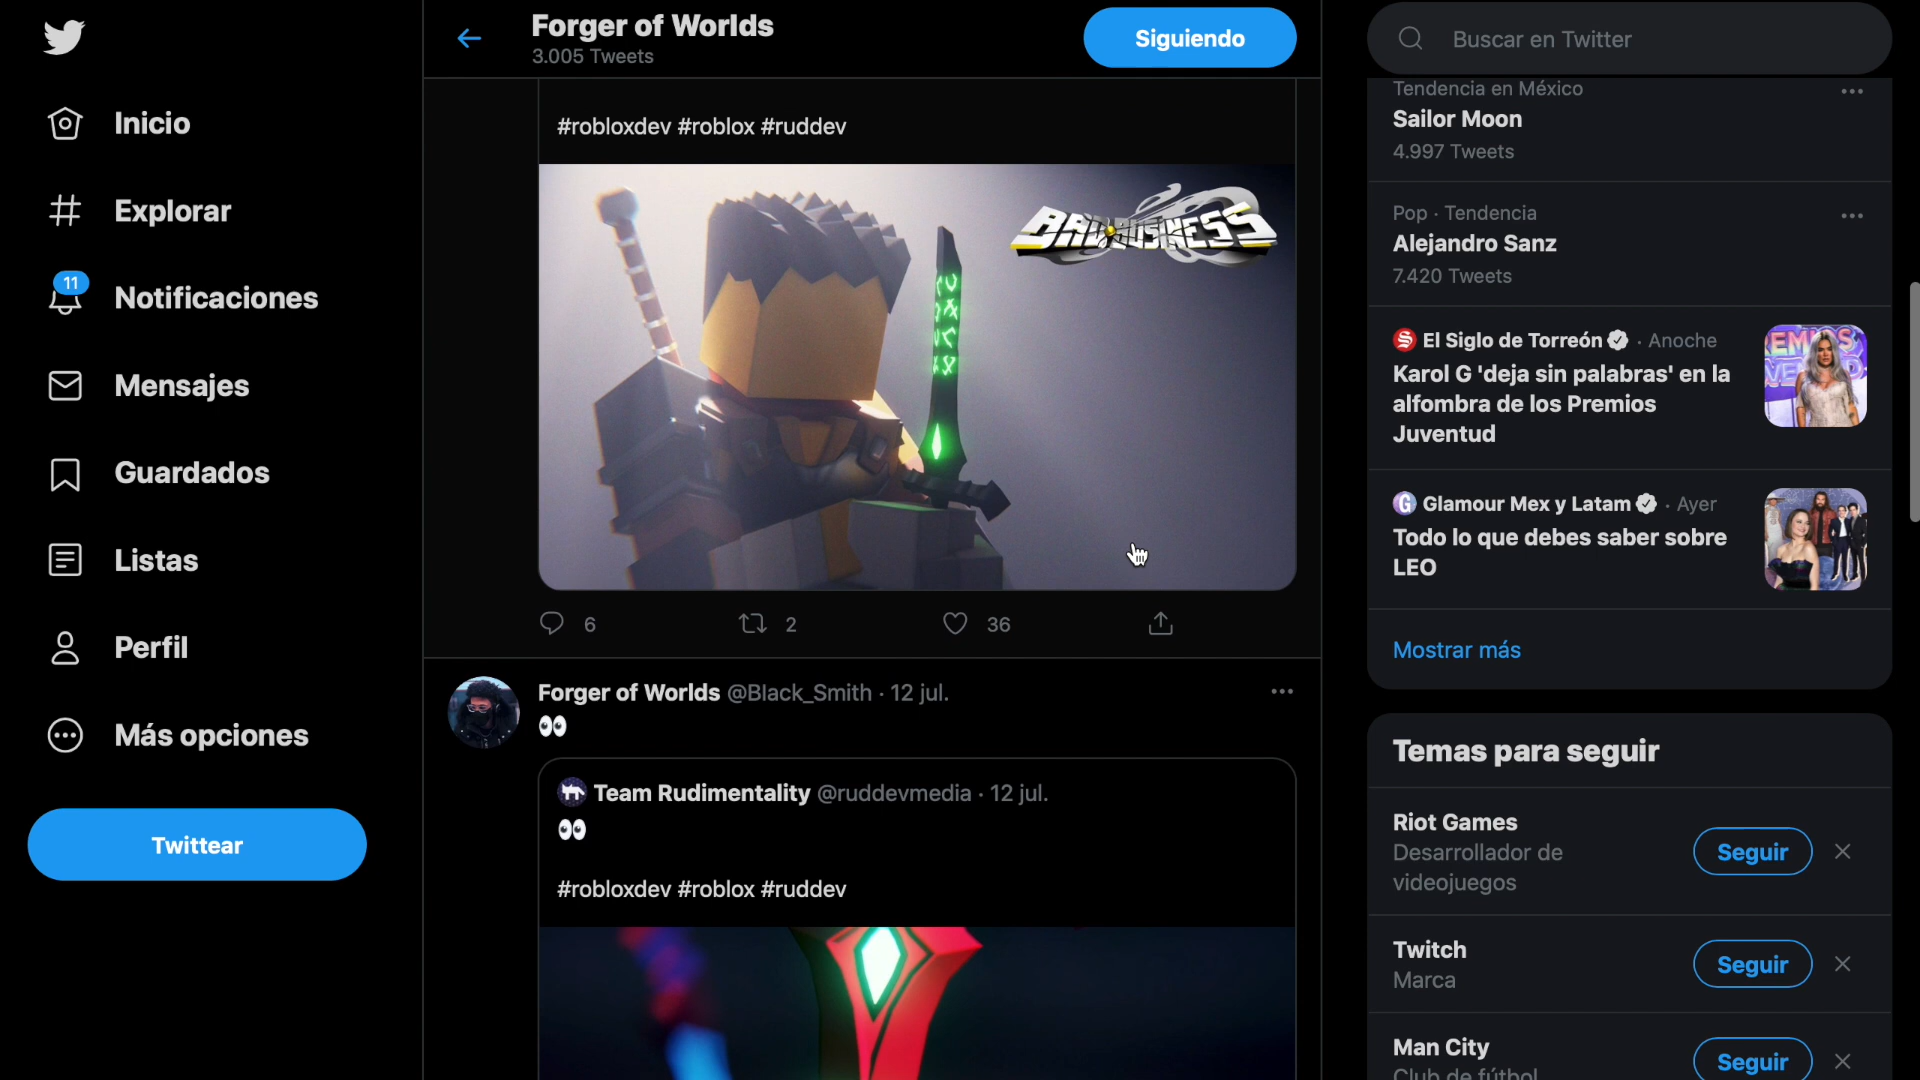 Inicio
Explorar
11
Notificaciones
Mensajes
Guardados
Listas
Perfil
Más opciones
Twittear
Forger of Worlds
3.005 Tweets
Siguiendo
#robloxdev #roblox #ruddev
BAD BUSINESS
6
2
36
Forger of Worlds @Black_Smith · 12 jul.
👀
Team Rudimentality @ruddevmedia · 12 jul.
👀
#robloxdev #roblox #ruddev
Buscar en Twitter
Tendencia en México
Sailor Moon
4.997 Tweets
Pop · Tendencia
Alejandro Sanz
7.420 Tweets
El Siglo de Torreón · Anoche
Karol G 'deja sin palabras' en la
alfombra de los Premios
Juventud
Glamour Mex y Latam · Ayer
Todo lo que debes saber sobre
LEO
Mostrar más
Temas para seguir
Riot Games
Desarrollador de
videojuegos
Seguir
Twitch
Marca
Seguir
Man City
Club de fútbol
Seguir